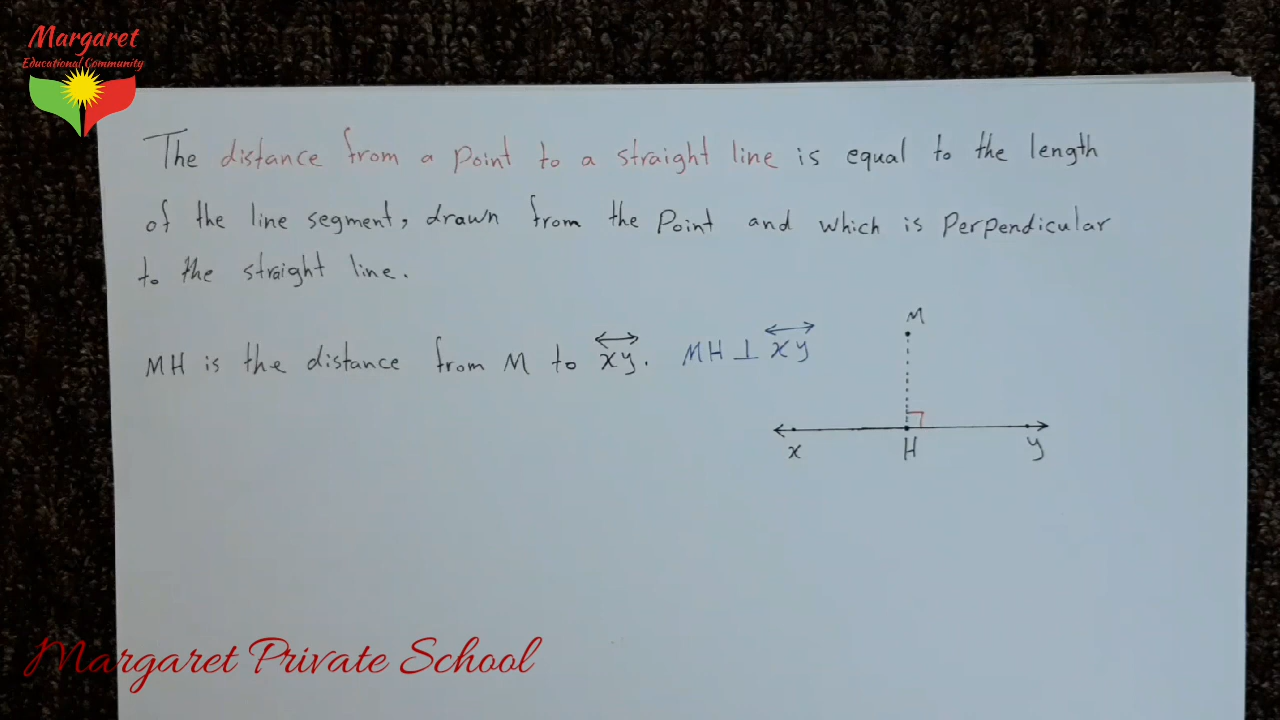 Margaret
Educational Community
The distance from a point to a straight line is equal to the length
of the line segment, drawn from the Point and which is Perpendicular
to the straight line.
MH is the distance from M to x͟y. MH ⊥ xy
M
x H y
Margaret Private School